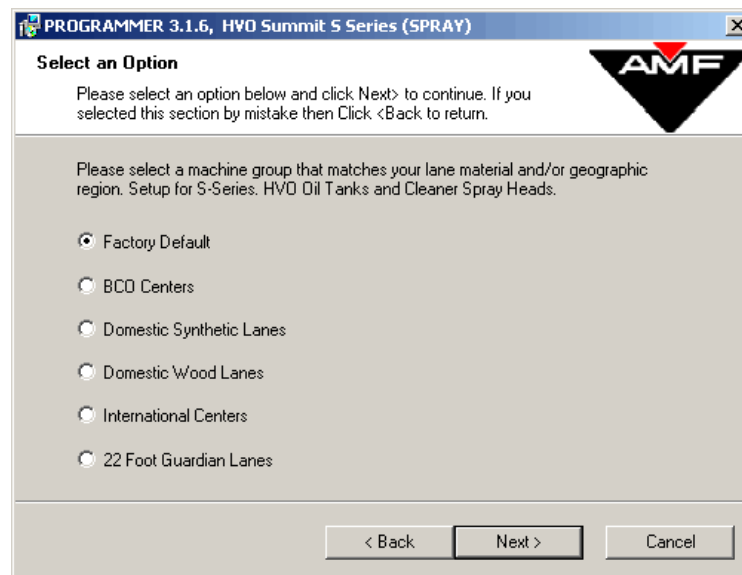 PROGRAMMER 3.1.6, HVO Summit S Series (SPRAY)
Select an Option
AMF
Please select an option below and click Next> to continue. If you
selected this section by mistake then Click <Back to return.
Please select a machine group that matches your lane material and/or geographic
region. Setup for S-Series. HVO Oil Tanks and Cleaner Spray Heads.
Factory Default
BCO Centers
Domestic Synthetic Lanes
Domestic Wood Lanes
International Centers
22 Foot Guardian Lanes
< Back
Next >
Cancel